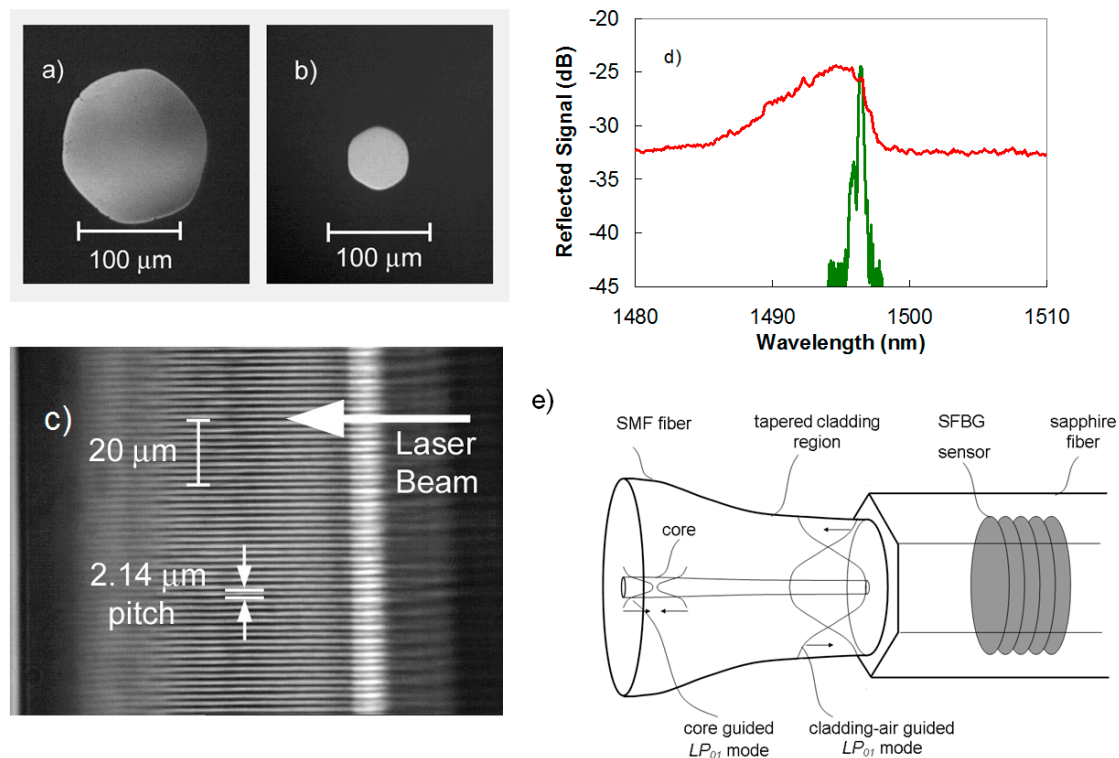 a)
100 μm
b)
100 μm
c)
20 μm
2.14 μm
pitch
Laser
Beam
d)
Reflected Signal (dB)
-20
-25
-30
-35
-40
-45
1480
1490
1500
1510
Wavelength (nm)
e)
SMF fiber
tapered cladding
region
SFBG
sensor
sapphire
fiber
core
core guided
LP₀₁ mode
cladding-air guided
LP₀₁ mode